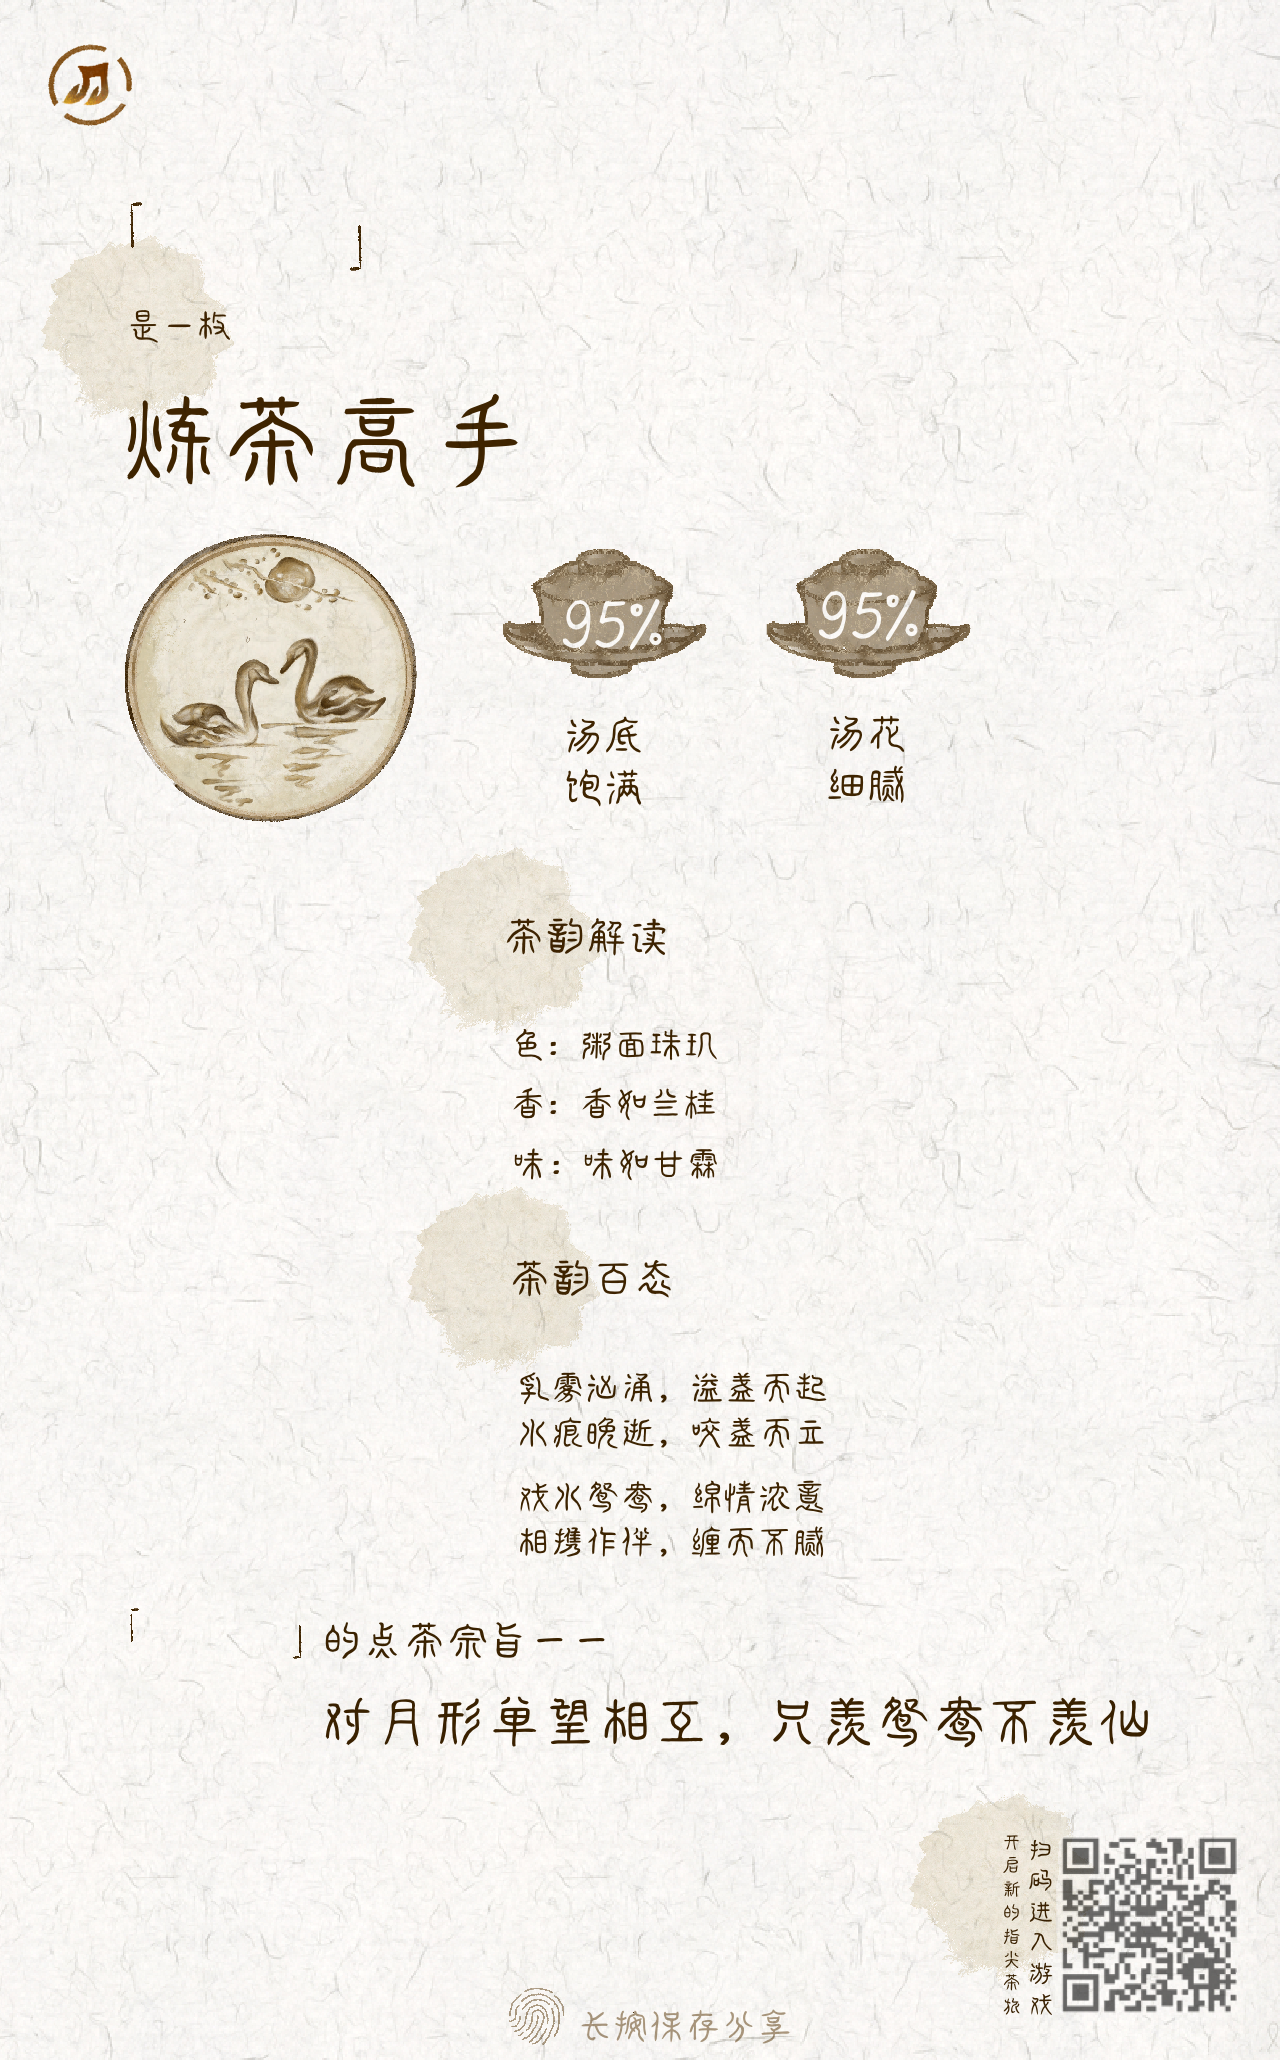 「 」
是一枚
炼茶高手
95%
95%
汤底
饱满
汤花
细腻
茶韵解读
色：粥面珠玑
香：香如兰桂
味：味如甘霖
茶韵百态
乳雾汹涌，溢盏而起
水痕晚逝，咬盏而立
戏水鸳鸯，绵情浓意
相携作伴，缠而不腻
「 」的点茶宗旨——
对月形单望相互，只羡鸳鸯不羡仙
扫码进入游戏
开启新的指尖茶旅
长按保存分享